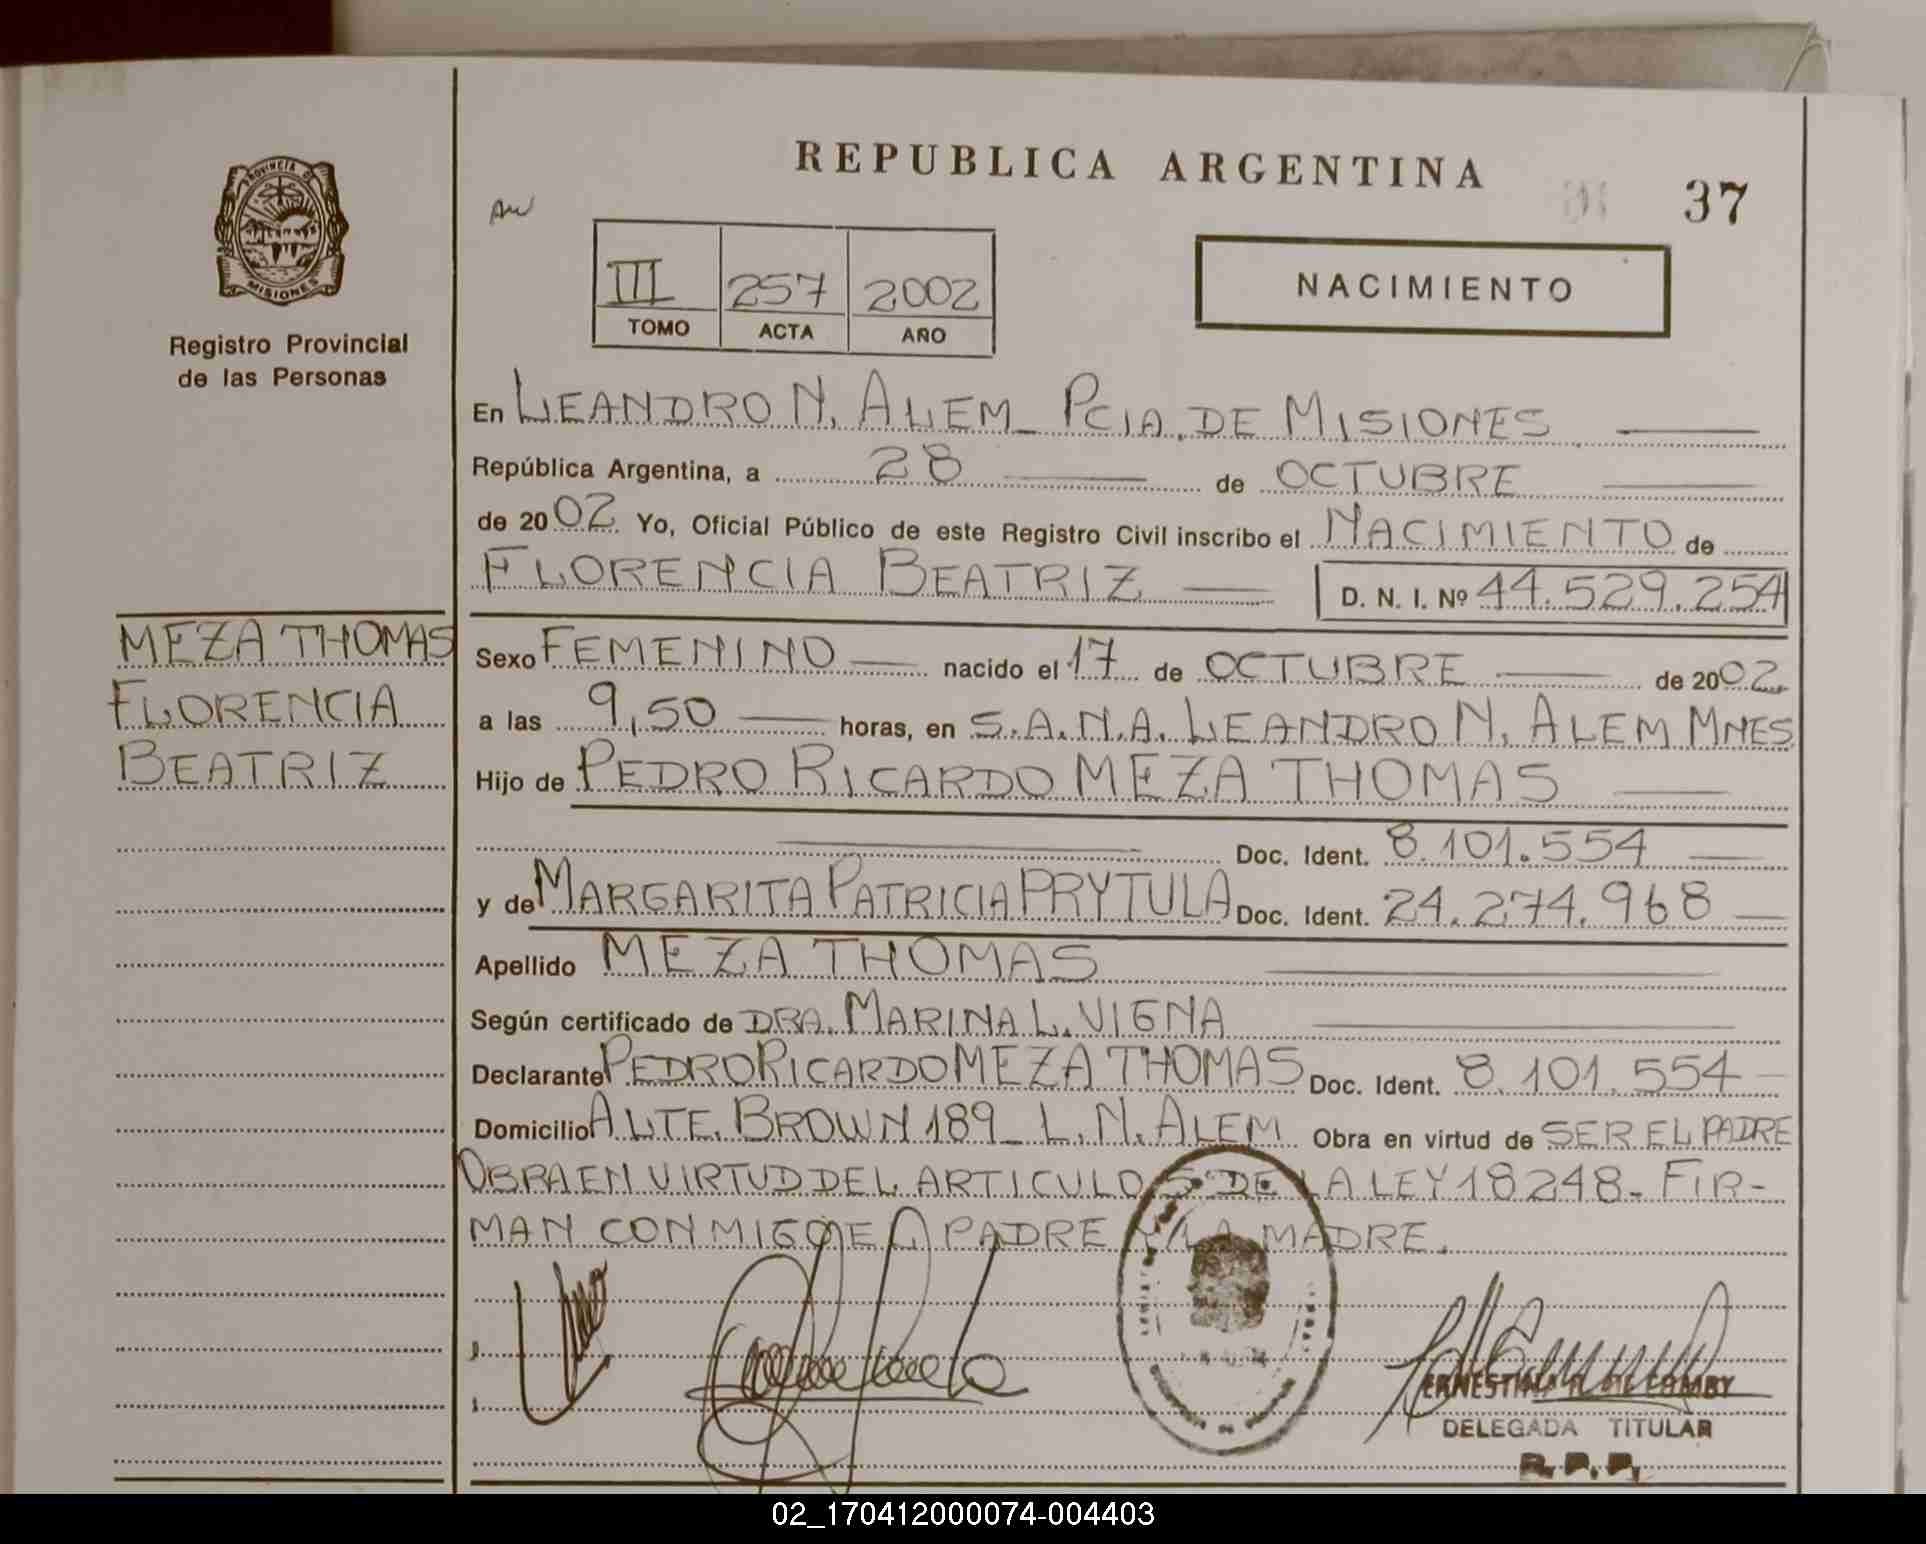 REPUBLICA ARGENTINA
37
PROVINCIA DE
MISIONES
Registro Provincial
de las Personas
III 257 2002
TOMO ACTA AÑO
NACIMIENTO
En LEANDRO N. ALEM_ PCIA. DE MISIONES
República Argentina, a 28 de OCTUBRE
de 2002 Yo, Oficial Público de este Registro Civil inscribo el NACIMIENTO de
FLORENCIA BEATRIZ D. N. I. Nº 44.529.254
MEZA THOMAS
FLORENCIA
BEATRIZ
Sexo FEMENINO nacido el 17 de OCTUBRE de 2002
a las 9,50 horas, en S.A.N.A. LEANDRO N. ALEM MNES
Hijo de PEDRO RICARDO MEZA THOMAS
Doc. Ident. 8.101.554
y de MARGARITA PATRICIA PRYTULA Doc. Ident. 24.274.968
Apellido MEZA THOMAS
Según certificado de DRA. MARINA L. VIGNA
Declarante PEDRO RICARDO MEZA THOMAS Doc. Ident. 8.101.554
Domicilio ALTE. BROWN 189_ L. N. ALEM Obra en virtud de SER EL PADRE
OBRA EN VIRTUD DEL ARTICULO 5º DE LA LEY 18248- FIR-
MAN CONMIGO EL PADRE Y LA MADRE.
DELEGADA TITULAR
R. P. P.
02_170412000074-004403